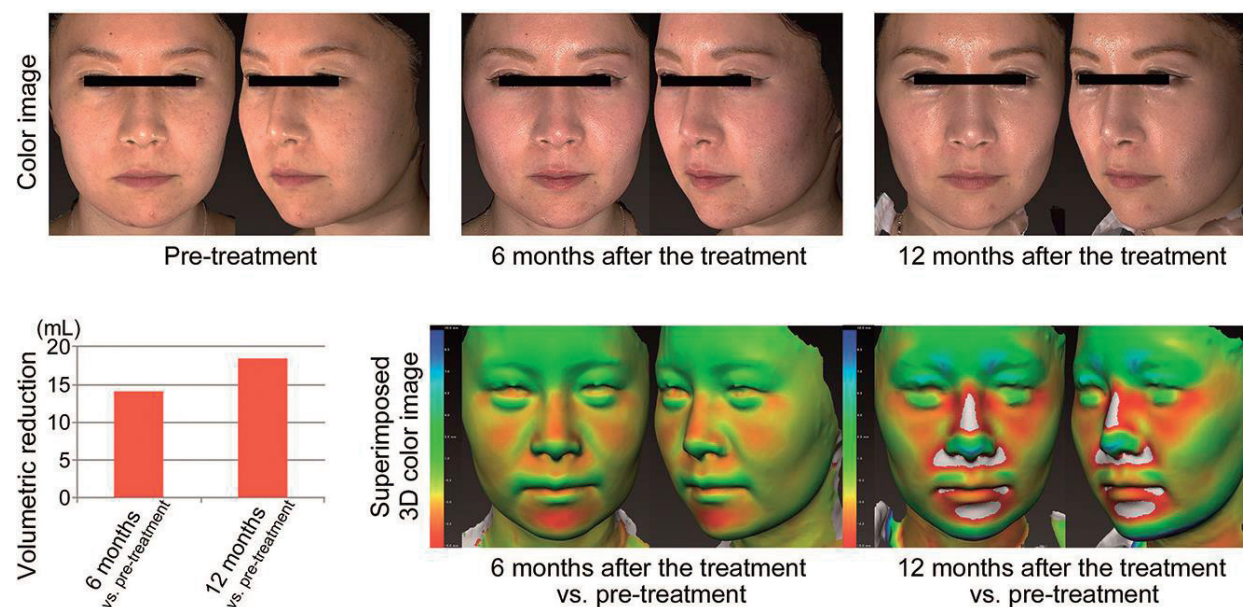 Color image
Pre-treatment
6 months after the treatment
12 months after the treatment
(mL)
Volumetric reduction
20
15
10
5
0
6 months
vs. pre-treatment
12 months
vs. pre-treatment
Superimposed
3D color image
6 months after the treatment
vs. pre-treatment
12 months after the treatment
vs. pre-treatment